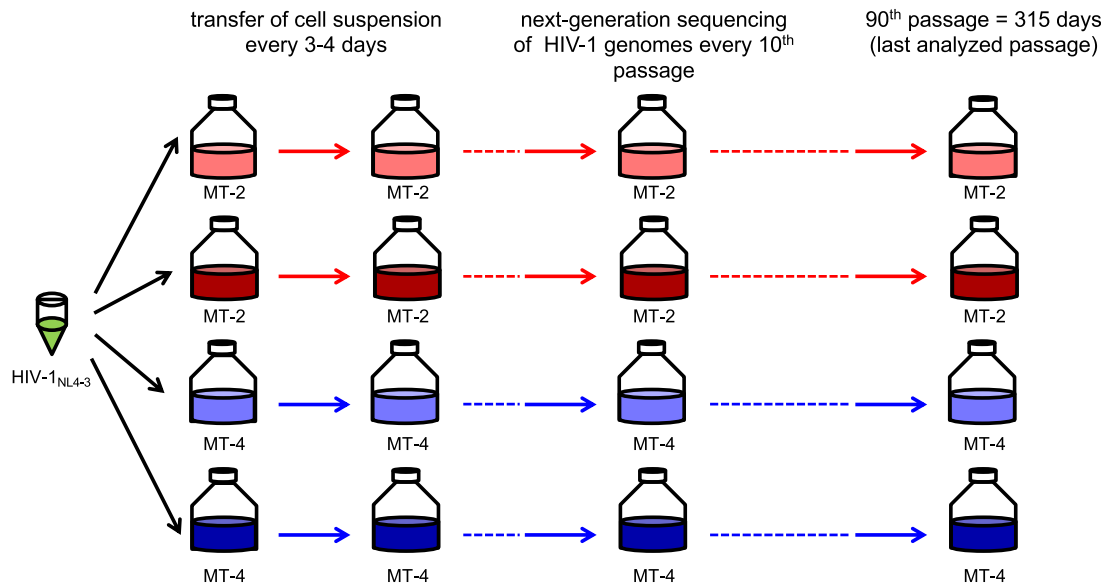 transfer of cell suspension
every 3-4 days
next-generation sequencing
of HIV-1 genomes every 10th
passage
90th passage = 315 days
(last analyzed passage)
MT-2 MT-2 MT-2 MT-2
MT-2 MT-2 MT-2 MT-2
HIV-1NL4-3
MT-4 MT-4 MT-4 MT-4
MT-4 MT-4 MT-4 MT-4